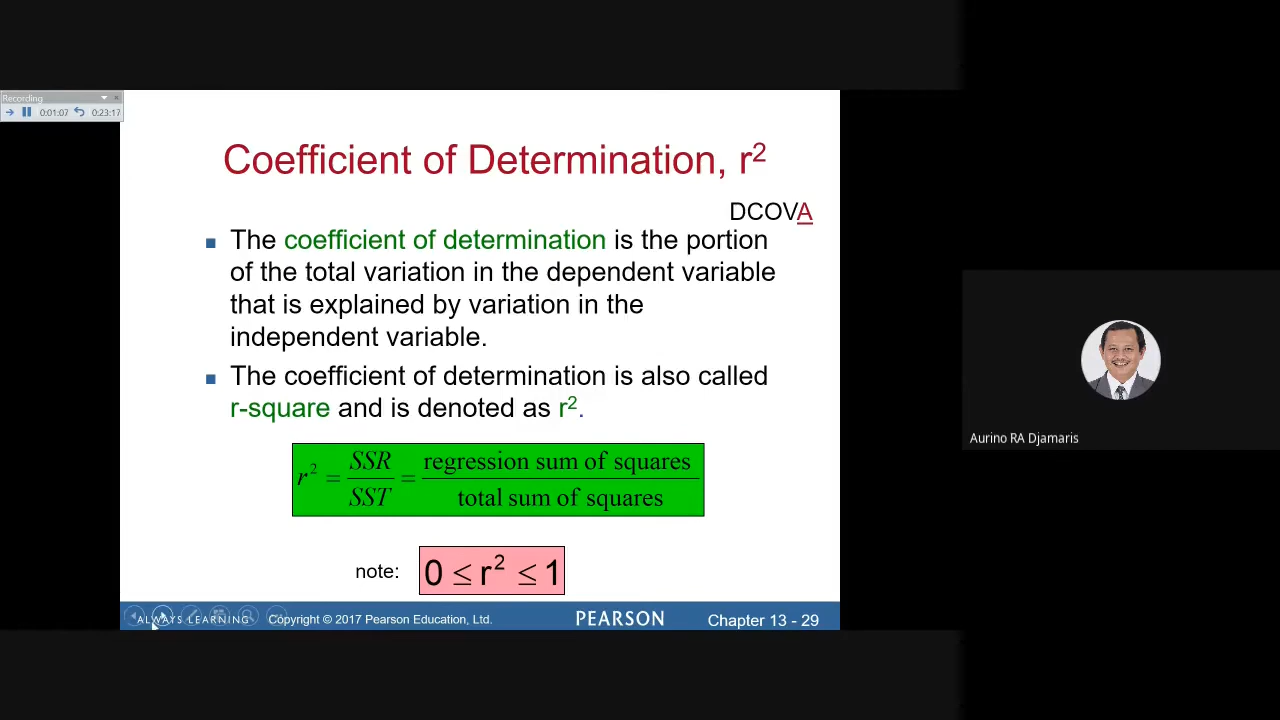 Recording
0:01:07 0:23:17
Coefficient of Determination, r²
DCOVA
The coefficient of determination is the portion
of the total variation in the dependent variable
that is explained by variation in the
independent variable.
The coefficient of determination is also called
r-square and is denoted as r².
r² = SSR / SST = regression sum of squares / total sum of squares
note: 0 ≤ r² ≤ 1
ALWAYS LEARNING Copyright © 2017 Pearson Education, Ltd. PEARSON Chapter 13 - 29
Aurino RA Djamaris